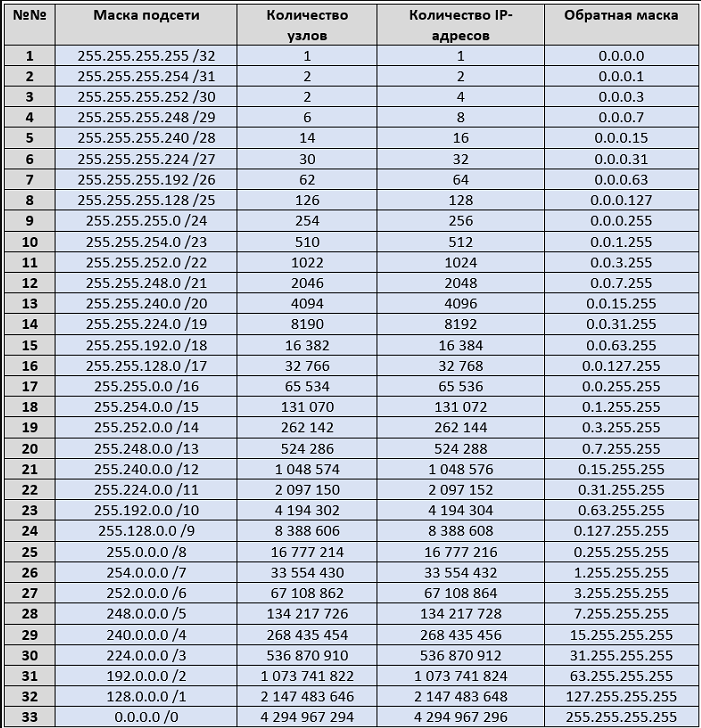 №№ Маска подсети Количество узлов Количество IP-адресов Обратная маска
1 255.255.255.255 /32 1 1 0.0.0.0
2 255.255.255.254 /31 2 2 0.0.0.1
3 255.255.255.252 /30 2 4 0.0.0.3
4 255.255.255.248 /29 6 8 0.0.0.7
5 255.255.255.240 /28 14 16 0.0.0.15
6 255.255.255.224 /27 30 32 0.0.0.31
7 255.255.255.192 /26 62 64 0.0.0.63
8 255.255.255.128 /25 126 128 0.0.0.127
9 255.255.255.0 /24 254 256 0.0.0.255
10 255.255.254.0 /23 510 512 0.0.1.255
11 255.255.252.0 /22 1022 1024 0.0.3.255
12 255.255.248.0 /21 2046 2048 0.0.7.255
13 255.255.240.0 /20 4094 4096 0.0.15.255
14 255.255.224.0 /19 8190 8192 0.0.31.255
15 255.255.192.0 /18 16 382 16 384 0.0.63.255
16 255.255.128.0 /17 32 766 32 768 0.0.127.255
17 255.255.0.0 /16 65 534 65 536 0.0.255.255
18 255.254.0.0 /15 131 070 131 072 0.1.255.255
19 255.252.0.0 /14 262 142 262 144 0.3.255.255
20 255.248.0.0 /13 524 286 524 288 0.7.255.255
21 255.240.0.0 /12 1 048 574 1 048 576 0.15.255.255
22 255.224.0.0 /11 2 097 150 2 097 152 0.31.255.255
23 255.192.0.0 /10 4 194 302 4 194 304 0.63.255.255
24 255.128.0.0 /9 8 388 606 8 388 608 0.127.255.255
25 255.0.0.0 /8 16 777 214 16 777 216 0.255.255.255
26 254.0.0.0 /7 33 554 430 33 554 432 1.255.255.255
27 252.0.0.0 /6 67 108 862 67 108 864 3.255.255.255
28 248.0.0.0 /5 134 217 726 134 217 728 7.255.255.255
29 240.0.0.0 /4 268 435 454 268 435 456 15.255.255.255
30 224.0.0.0 /3 536 870 910 536 870 912 31.255.255.255
31 192.0.0.0 /2 1 073 741 822 1 073 741 824 63.255.255.255
32 128.0.0.0 /1 2 147 483 646 2 147 483 648 127.255.255.255
33 0.0.0.0 /0 4 294 967 294 4 294 967 296 255.255.255.255